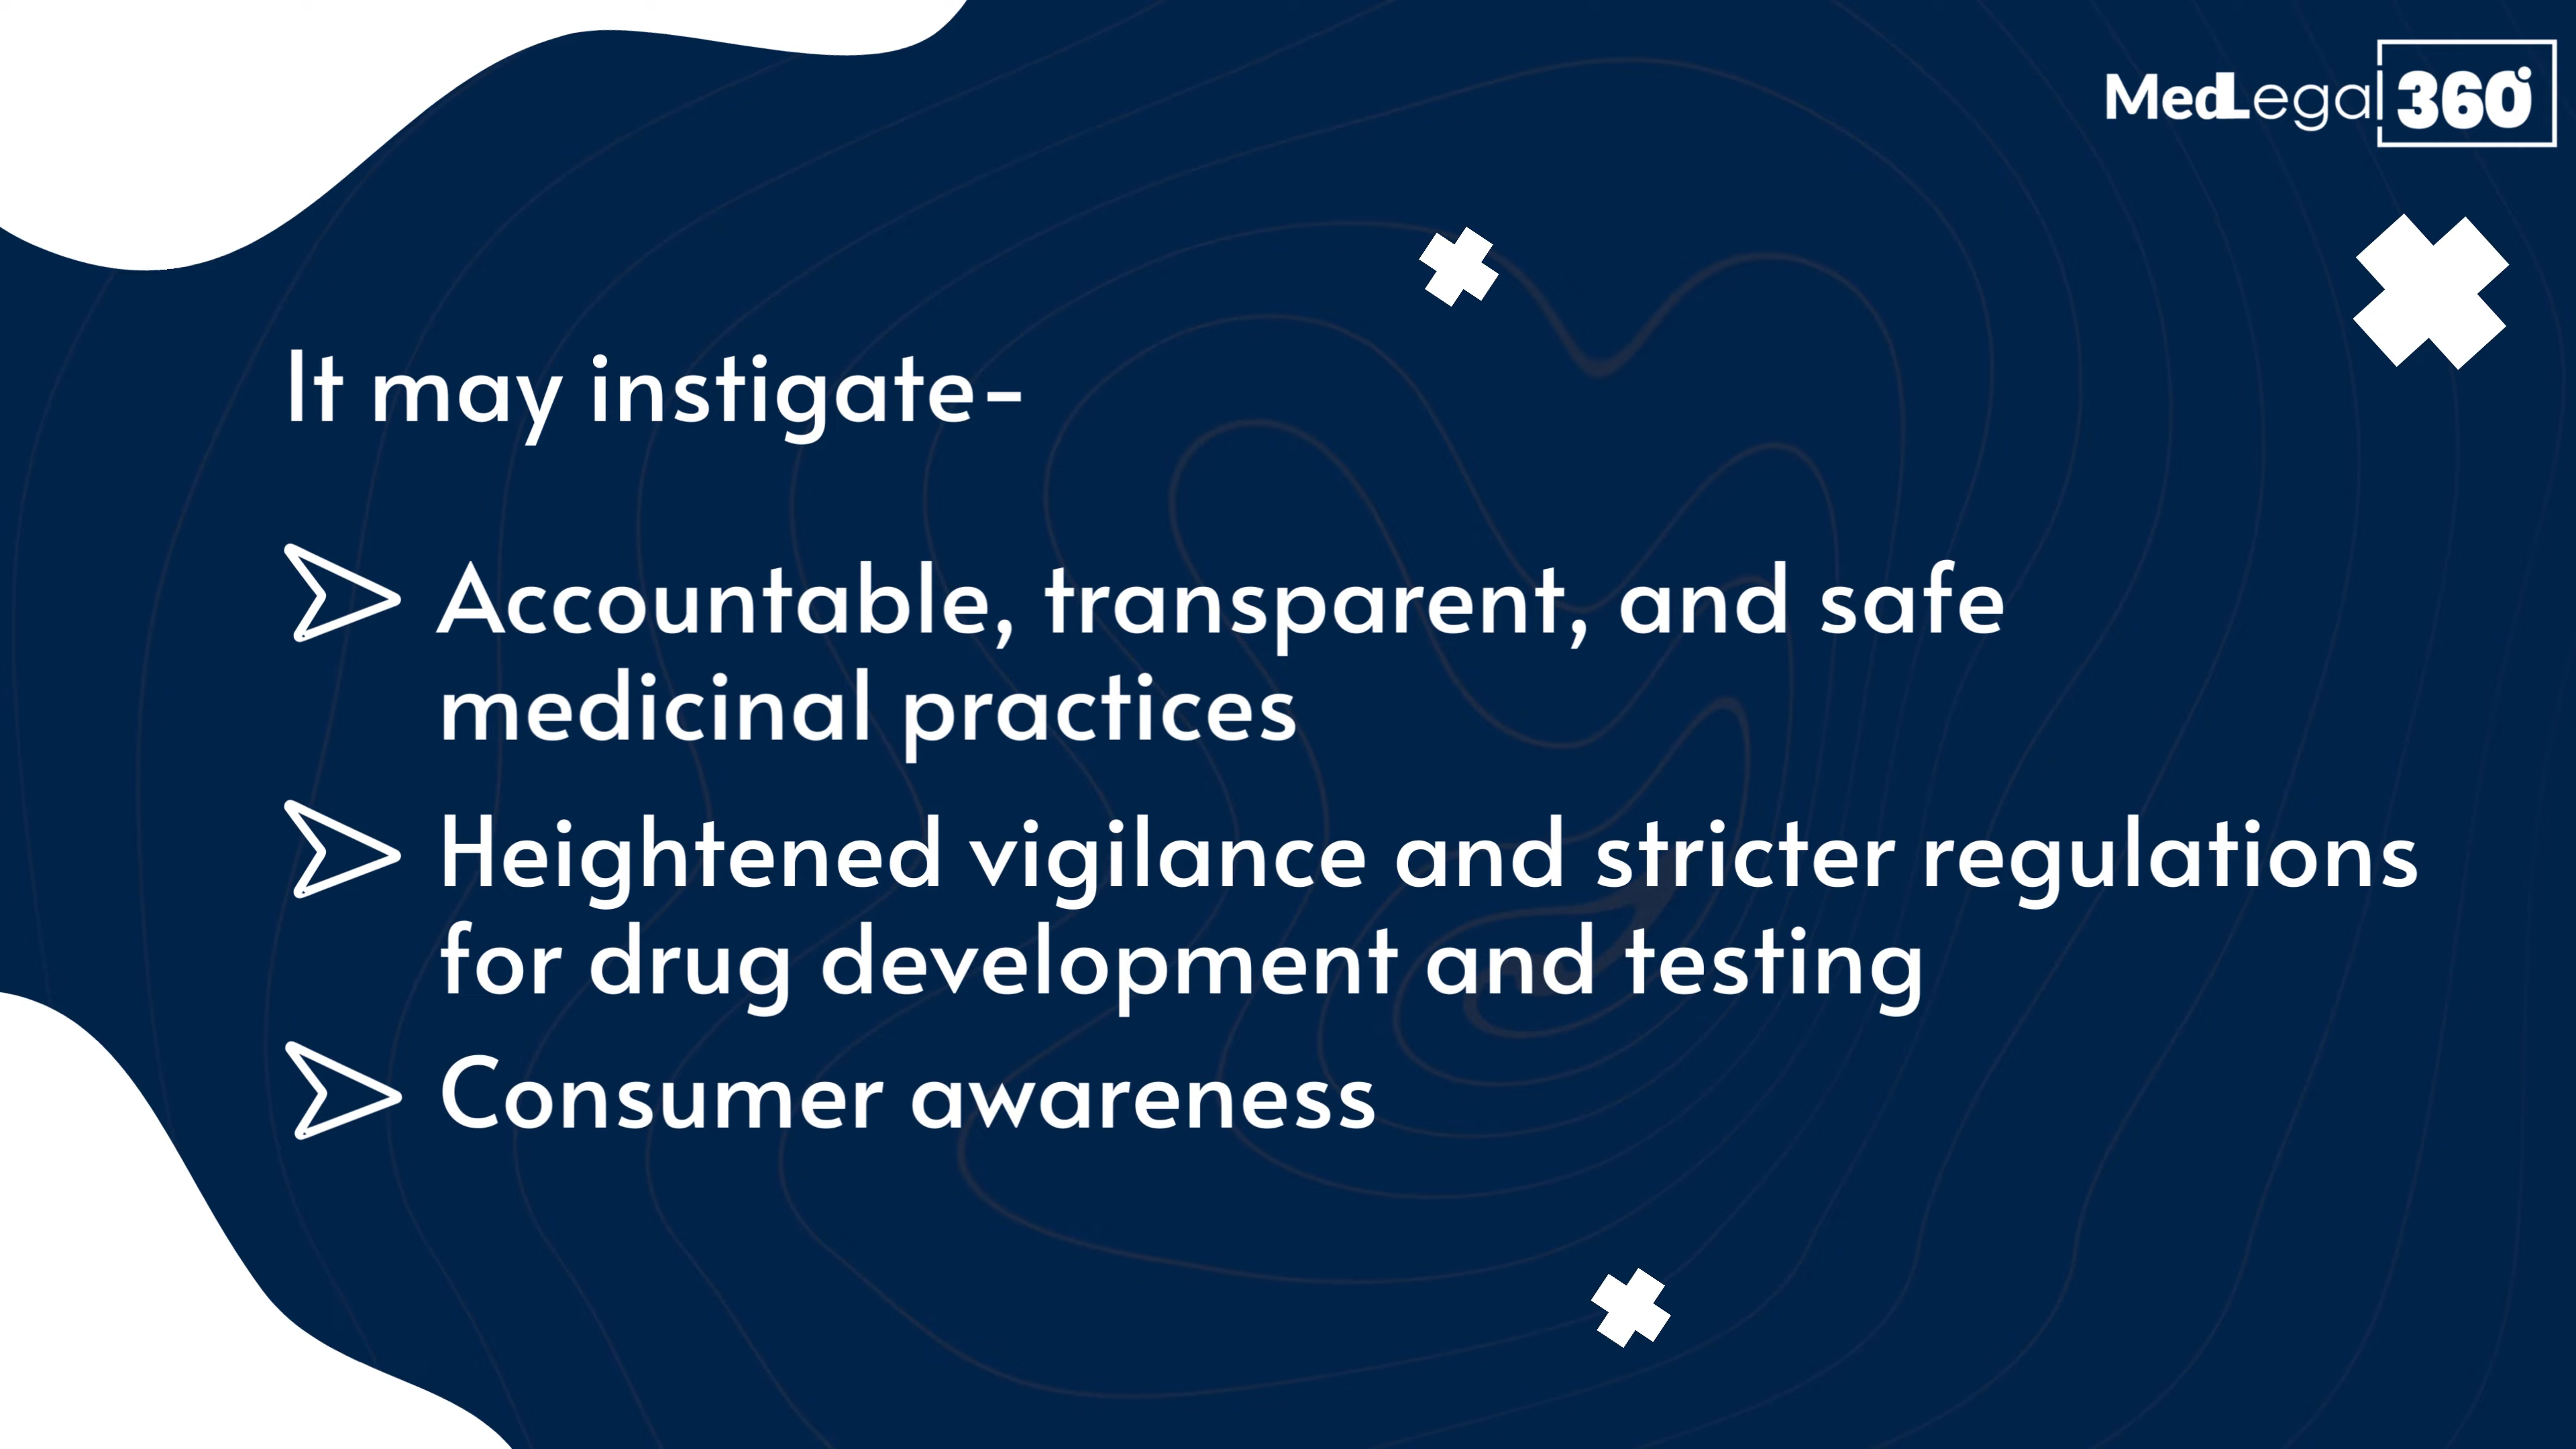 MedLegal 360°
It may instigate-
Accountable, transparent, and safe
medicinal practices
Heightened vigilance and stricter regulations
for drug development and testing
Consumer awareness